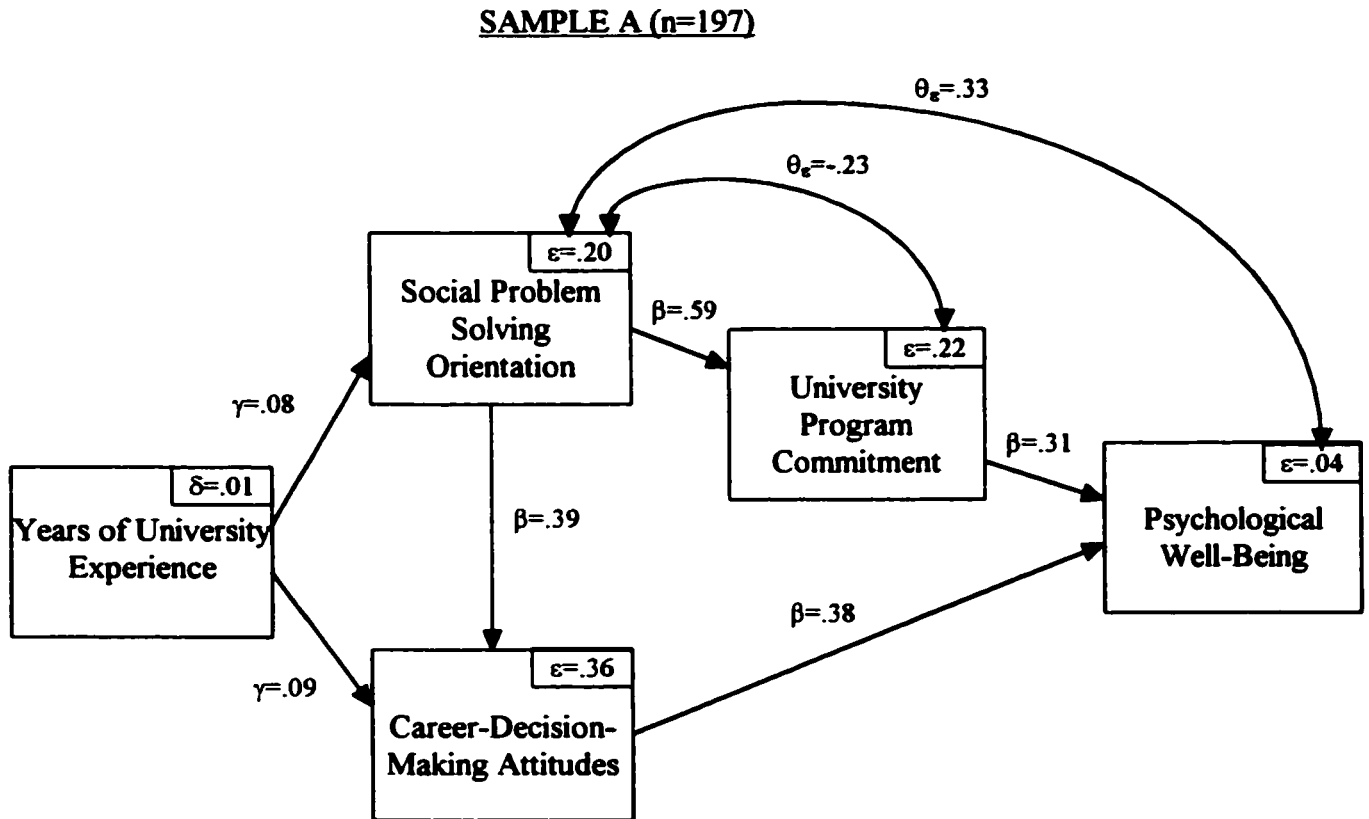 SAMPLE A (n=197)
θε=.33
θε=-.23
ε=.20
Social Problem
Solving
Orientation
β=.59
ε=.22
University
Program
Commitment
γ=.08
β=.31
ε=.04
Psychological
Well-Being
δ=.01
Years of University
Experience
β=.39
β=.38
γ=.09
ε=.36
Career-Decision-
Making Attitudes